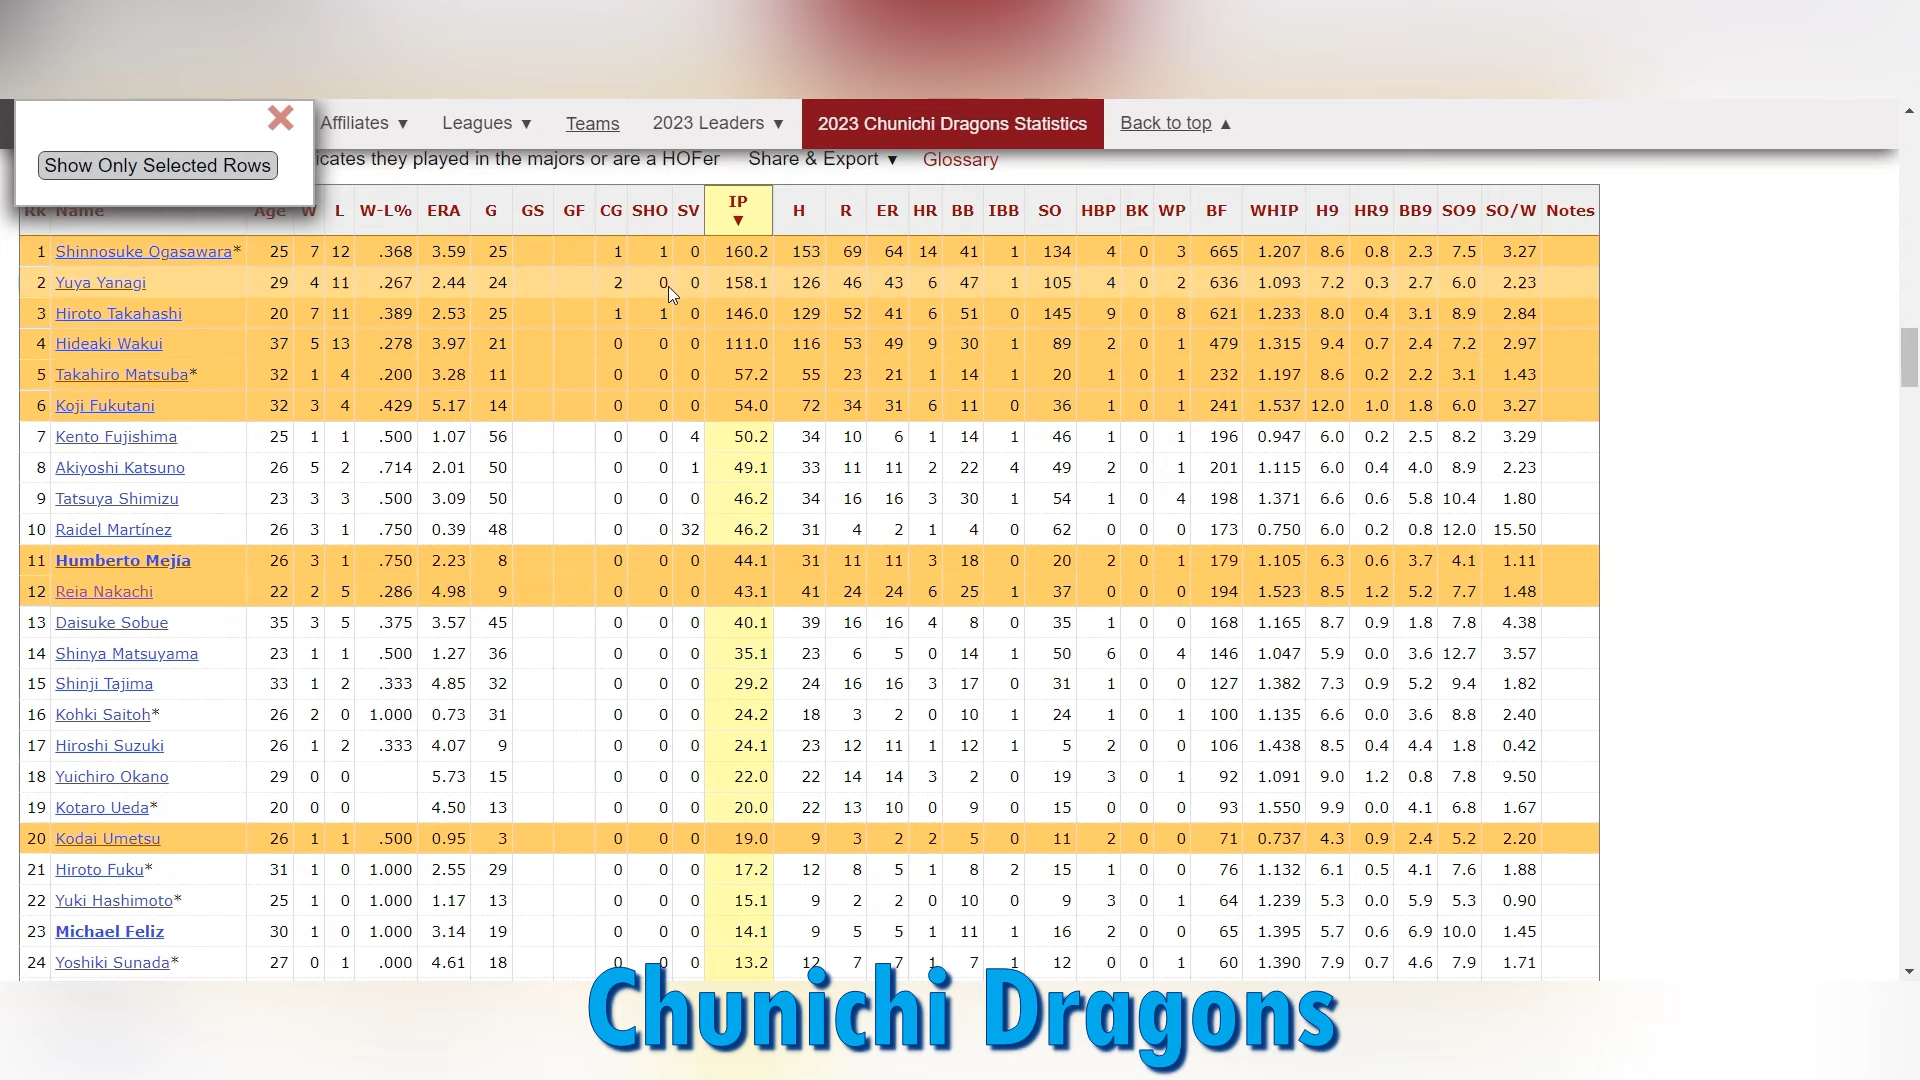 Affiliates ▼ Leagues ▼ Teams 2023 Leaders ▼ 2023 Chunichi Dragons Statistics Back to top ▲
Show Only Selected Rows
icates they played in the majors or are a HOFer Share & Export ▼ Glossary
Rk Name Age W L W-L% ERA G GS GF CG SHO SV IP ▼ H R ER HR BB IBB SO HBP BK WP BF WHIP H9 HR9 BB9 SO9 SO/W Notes
1 Shinnosuke Ogasawara* 25 7 12 .368 3.59 25 1 1 0 160.2 153 69 64 14 41 1 134 4 0 3 665 1.207 8.6 0.8 2.3 7.5 3.27
2 Yuya Yanagi 29 4 11 .267 2.44 24 2 0 0 158.1 126 46 43 6 47 1 105 4 0 2 636 1.093 7.2 0.3 2.7 6.0 2.23
3 Hiroto Takahashi 20 7 11 .389 2.53 25 1 1 0 146.0 129 52 41 6 51 0 145 9 0 8 621 1.233 8.0 0.4 3.1 8.9 2.84
4 Hideaki Wakui 37 5 13 .278 3.97 21 0 0 0 111.0 116 53 49 9 30 1 89 2 0 1 479 1.315 9.4 0.7 2.4 7.2 2.97
5 Takahiro Matsuba* 32 1 4 .200 3.28 11 0 0 0 57.2 55 23 21 1 14 1 20 1 0 1 232 1.197 8.6 0.2 2.2 3.1 1.43
6 Koji Fukutani 32 3 4 .429 5.17 14 0 0 0 54.0 72 34 31 6 11 0 36 1 0 1 241 1.537 12.0 1.0 1.8 6.0 3.27
7 Kento Fujishima 25 1 1 .500 1.07 56 0 0 4 50.2 34 10 6 1 14 1 46 1 0 1 196 0.947 6.0 0.2 2.5 8.2 3.29
8 Akiyoshi Katsuno 26 5 2 .714 2.01 50 0 0 1 49.1 33 11 11 2 22 4 49 2 0 1 201 1.115 6.0 0.4 4.0 8.9 2.23
9 Tatsuya Shimizu 23 3 3 .500 3.09 50 0 0 0 46.2 34 16 16 3 30 1 54 1 0 4 198 1.371 6.6 0.6 5.8 10.4 1.80
10 Raidel Martínez 26 3 1 .750 0.39 48 0 0 32 46.2 31 4 2 1 4 0 62 0 0 0 173 0.750 6.0 0.2 0.8 12.0 15.50
11 Humberto Mejía 26 3 1 .750 2.23 8 0 0 0 44.1 31 11 11 3 18 0 20 2 0 1 179 1.105 6.3 0.6 3.7 4.1 1.11
12 Reia Nakachi 22 2 5 .286 4.98 9 0 0 0 43.1 41 24 24 6 25 1 37 0 0 0 194 1.523 8.5 1.2 5.2 7.7 1.48
13 Daisuke Sobue 35 3 5 .375 3.57 45 0 0 0 40.1 39 16 16 4 8 0 35 1 0 0 168 1.165 8.7 0.9 1.8 7.8 4.38
14 Shinya Matsuyama 23 1 1 .500 1.27 36 0 0 0 35.1 23 6 5 0 14 1 50 6 0 4 146 1.047 5.9 0.0 3.6 12.7 3.57
15 Shinji Tajima 33 1 2 .333 4.85 32 0 0 0 29.2 24 16 16 3 17 0 31 1 0 0 127 1.382 7.3 0.9 5.2 9.4 1.82
16 Kohki Saitoh* 26 2 0 1.000 0.73 31 0 0 0 24.2 18 3 2 0 10 1 24 1 0 1 100 1.135 6.6 0.0 3.6 8.8 2.40
17 Hiroshi Suzuki 26 1 2 .333 4.07 9 0 0 0 24.1 23 12 11 1 12 1 5 2 0 0 106 1.438 8.5 0.4 4.4 1.8 0.42
18 Yuichiro Okano 29 0 0 5.73 15 0 0 0 22.0 22 14 14 3 2 0 19 3 0 1 92 1.091 9.0 1.2 0.8 7.8 9.50
19 Kotaro Ueda* 20 0 0 4.50 13 0 0 0 20.0 22 13 10 0 9 0 15 0 0 0 93 1.550 9.9 0.0 4.1 6.8 1.67
20 Kodai Umetsu 26 1 1 .500 0.95 3 0 0 0 19.0 9 3 2 2 5 0 11 2 0 0 71 0.737 4.3 0.9 2.4 5.2 2.20
21 Hiroto Fuku* 31 1 0 1.000 2.55 29 0 0 0 17.2 12 8 5 1 8 2 15 1 0 0 76 1.132 6.1 0.5 4.1 7.6 1.88
22 Yuki Hashimoto* 25 1 0 1.000 1.17 13 0 0 0 15.1 9 2 2 0 10 0 9 3 0 1 64 1.239 5.3 0.0 5.9 5.3 0.90
23 Michael Feliz 30 1 0 1.000 3.14 19 0 0 0 14.1 9 5 5 1 11 1 16 2 0 0 65 1.395 5.7 0.6 6.9 10.0 1.45
24 Yoshiki Sunada* 27 0 1 .000 4.61 18 0 0 0 13.2 12 7 7 1 7 1 12 0 0 1 60 1.390 7.9 0.7 4.6 7.9 1.71
Chunichi Dragons